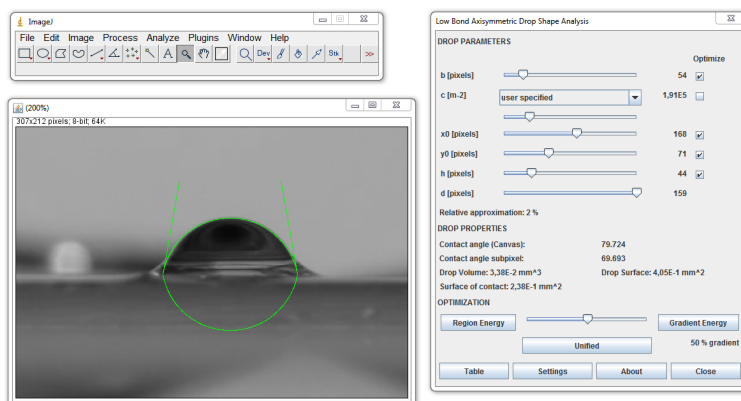 ImageJ
File Edit Image Process Analyze Plugins Window Help
A Dev Stk >>
(200%)
307x212 pixels; 8-bit; 64K
Low Bond Axisymmetric Drop Shape Analysis
DROP PARAMETERS
Optimize
b [pixels] 54
c [m-2] user specified 1,91E5
x0 [pixels] 168
y0 [pixels] 71
h [pixels] 44
d [pixels] 159
Relative approximation: 2 %
DROP PROPERTIES
Contact angle (Canvas): 79.724
Contact angle subpixel: 69.693
Drop Volume: 3,38E-2 mm^3 Drop Surface: 4,05E-1 mm^2
Surface of contact: 2,38E-1 mm^2
OPTIMIZATION
Region Energy Gradient Energy
Unified 50 % gradient
Table Settings About Close